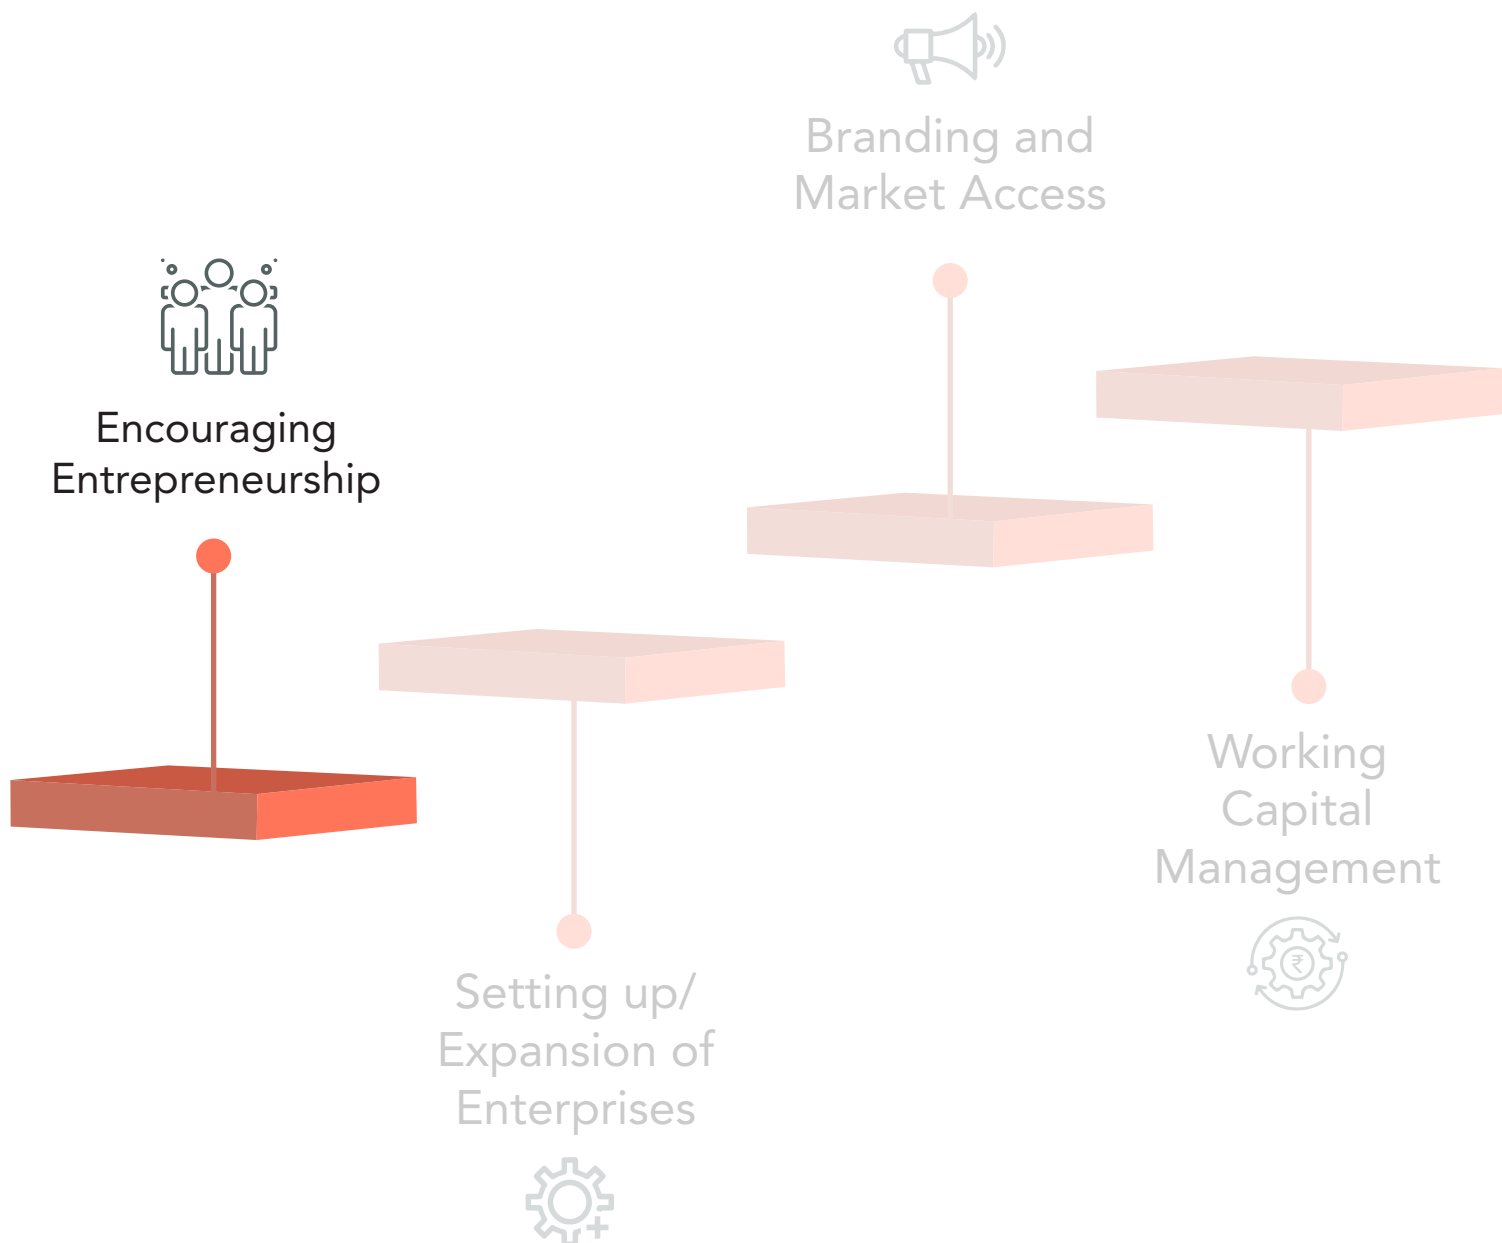 Branding and
Market Access
Encouraging
Entrepreneurship
Working
Capital
Management
₹
Setting up/
Expansion of
Enterprises